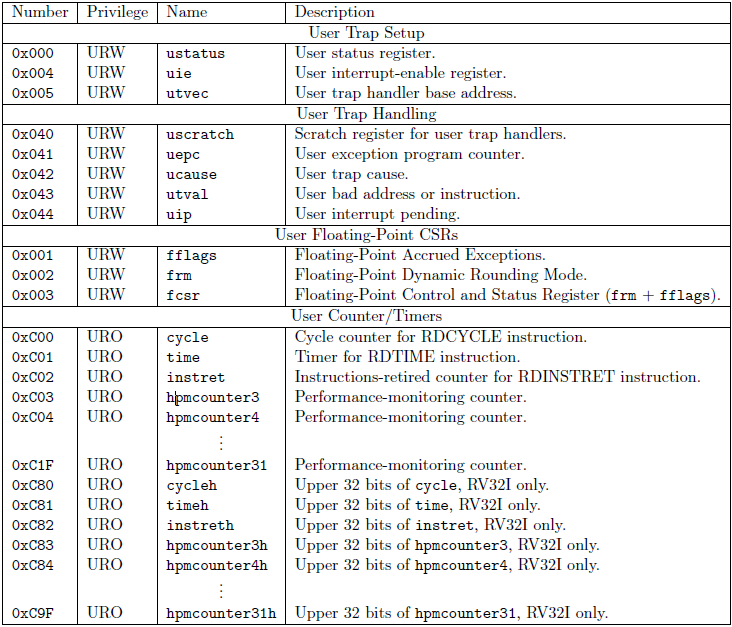 Number Privilege Name Description
User Trap Setup
0x000 URW ustatus User status register.
0x004 URW uie User interrupt-enable register.
0x005 URW utvec User trap handler base address.
User Trap Handling
0x040 URW uscratch Scratch register for user trap handlers.
0x041 URW uepc User exception program counter.
0x042 URW ucause User trap cause.
0x043 URW utval User bad address or instruction.
0x044 URW uip User interrupt pending.
User Floating-Point CSRs
0x001 URW fflags Floating-Point Accrued Exceptions.
0x002 URW frm Floating-Point Dynamic Rounding Mode.
0x003 URW fcsr Floating-Point Control and Status Register (frm + fflags).
User Counter/Timers
0xC00 URO cycle Cycle counter for RDCYCLE instruction.
0xC01 URO time Timer for RDTIME instruction.
0xC02 URO instret Instructions-retired counter for RDINSTRET instruction.
0xC03 URO hpmcounter3 Performance-monitoring counter.
0xC04 URO hpmcounter4 Performance-monitoring counter.
⋮
0xC1F URO hpmcounter31 Performance-monitoring counter.
0xC80 URO cycleh Upper 32 bits of cycle, RV32I only.
0xC81 URO timeh Upper 32 bits of time, RV32I only.
0xC82 URO instreth Upper 32 bits of instret, RV32I only.
0xC83 URO hpmcounter3h Upper 32 bits of hpmcounter3, RV32I only.
0xC84 URO hpmcounter4h Upper 32 bits of hpmcounter4, RV32I only.
⋮
0xC9F URO hpmcounter31h Upper 32 bits of hpmcounter31, RV32I only.